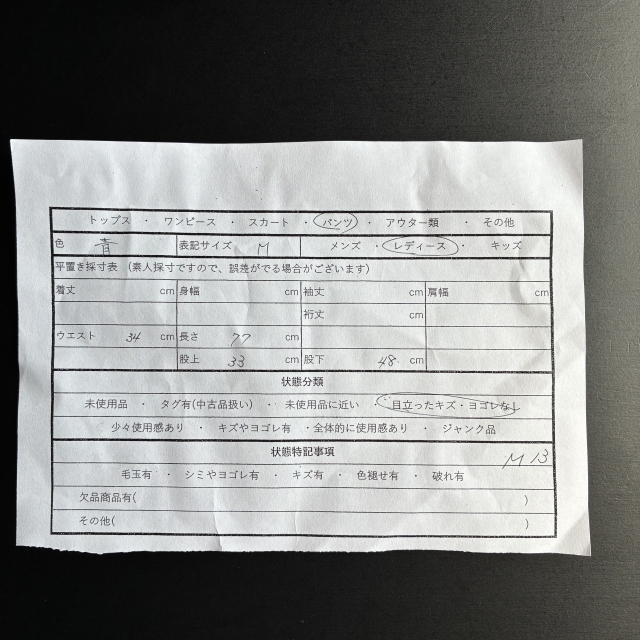 トップス ・ ワンピース ・ スカート ・ パンツ ・ アウター類 ・ その他
色 青 表記サイズ M メンズ ・ レディース ・ キッズ
平置き採寸表 (素人採寸ですので、誤差がでる場合がございます)
着丈 cm 身幅 cm 袖丈 cm 肩幅 cm
裄丈 cm
ウエスト 34 cm 長さ 77 cm
股上 33 cm 股下 48 cm
状態分類
未使用品 ・ タグ有(中古品扱い) ・ 未使用品に近い ・ 目立ったキズ・ヨゴレなし
少々使用感あり ・ キズやヨゴレ有 ・全体的に使用感あり ・ ジャンク品
状態特記事項
M 13
毛玉有 ・ シミやヨゴレ有 ・ キズ有 ・ 色褪せ有 ・ 破れ有
欠品商品有( )
その他( )